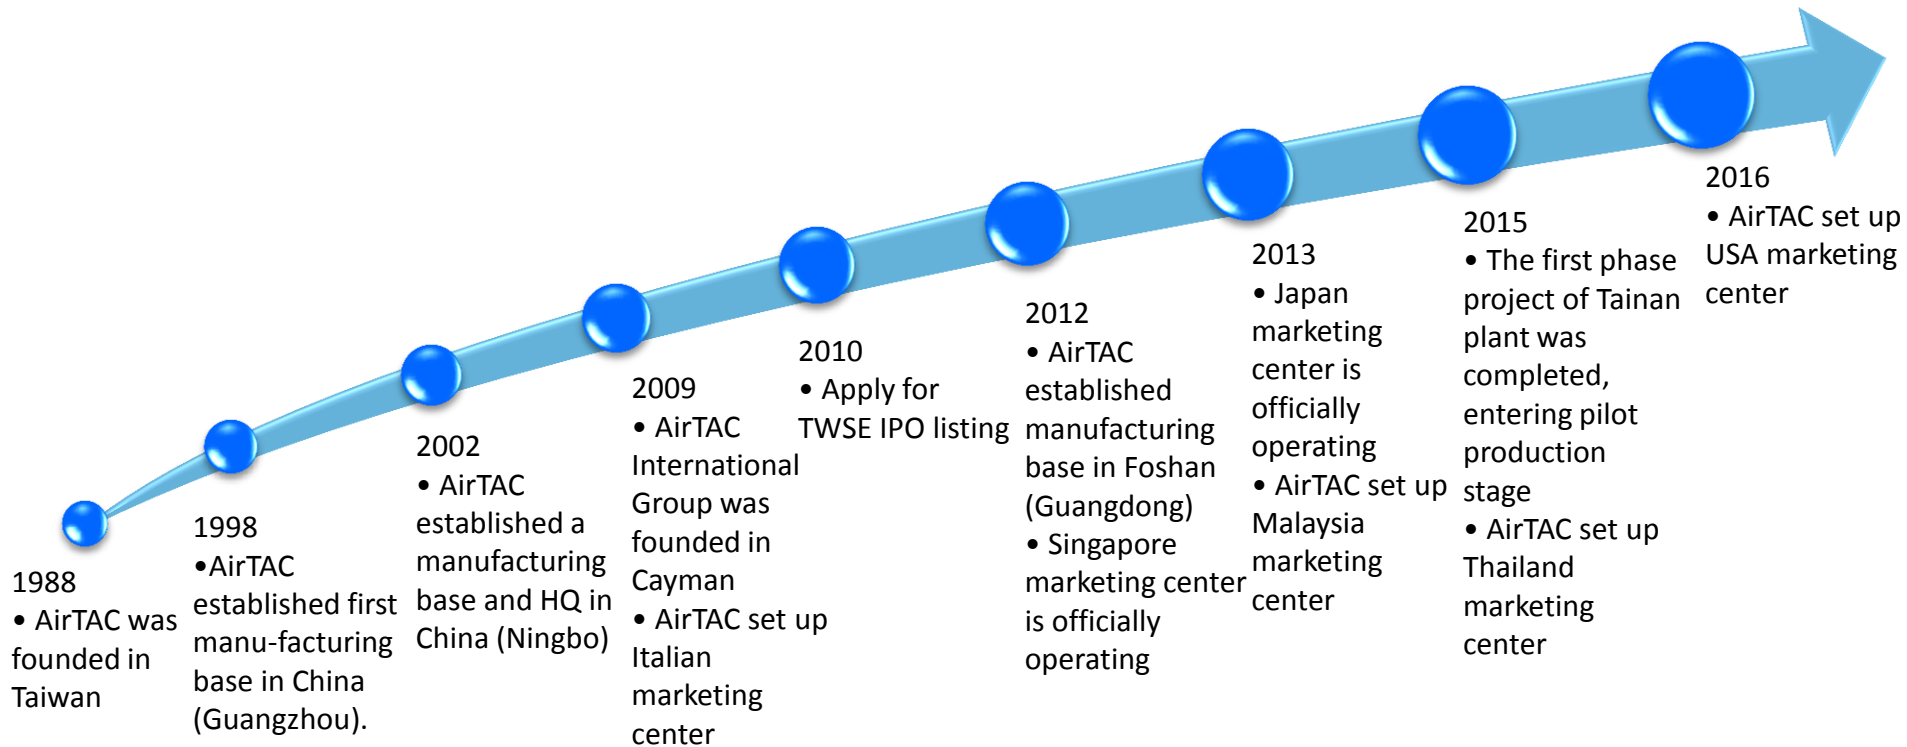 1988
• AirTAC was
founded in
Taiwan
1998
•AirTAC
established first
manu-facturing
base in China
(Guangzhou).
2002
• AirTAC
established a
manufacturing
base and HQ in
China (Ningbo)
2009
• AirTAC
International
Group was
founded in
Cayman
• AirTAC set up
Italian
marketing
center
2010
• Apply for
TWSE IPO listing
2012
• AirTAC
established
manufacturing
base in Foshan
(Guangdong)
• Singapore
marketing center
is officially
operating
2013
• Japan
marketing
center is
officially
operating
• AirTAC set up
Malaysia
marketing
center
2015
• The first phase
project of Tainan
plant was
completed,
entering pilot
production
stage
• AirTAC set up
Thailand
marketing
center
2016
• AirTAC set up
USA marketing
center